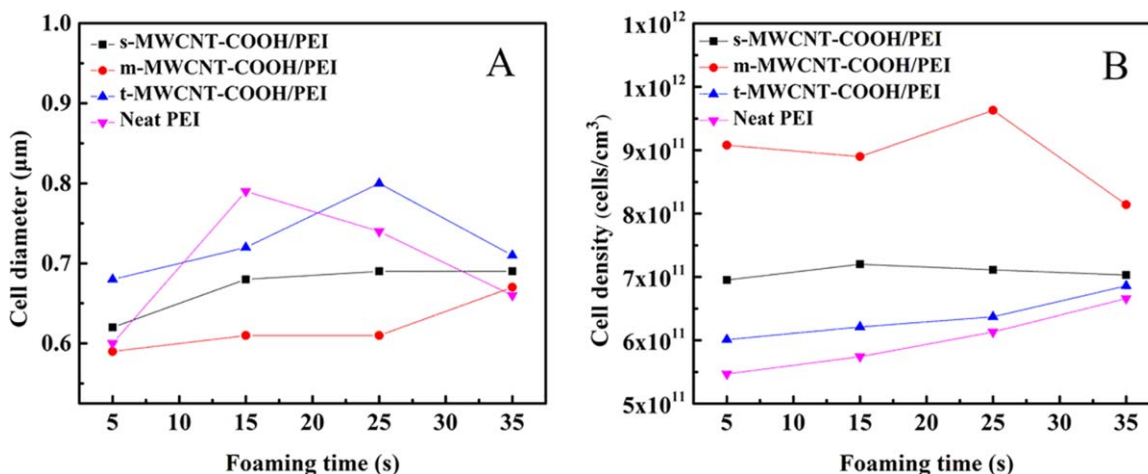 A
s-MWCNT-COOH/PEI
m-MWCNT-COOH/PEI
t-MWCNT-COOH/PEI
Neat PEI
1.0
0.9
0.8
0.7
0.6
Cell diameter (μm)
5 10 15 20 25 30 35
Foaming time (s)
B
s-MWCNT-COOH/PEI
m-MWCNT-COOH/PEI
t-MWCNT-COOH/PEI
Neat PEI
1x10¹²
1x10¹²
9x10¹¹
8x10¹¹
7x10¹¹
6x10¹¹
5x10¹¹
Cell density (cells/cm³)
5 10 15 20 25 30 35
Foaming time (s)